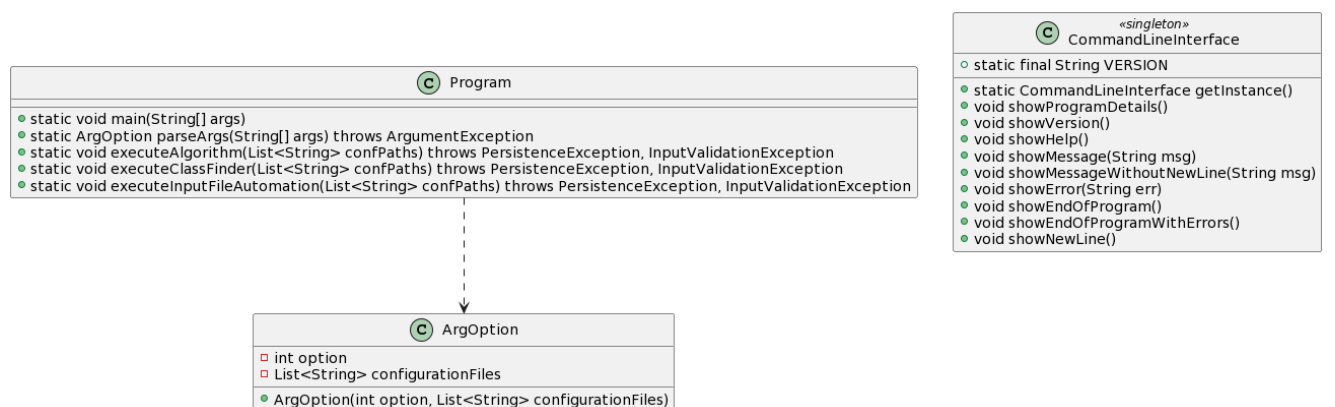 C Program
static void main(String[] args)
static ArgOption parseArgs(String[] args) throws ArgumentException
static void executeAlgorithm(List<String> confPaths) throws PersistenceException, InputValidationException
static void executeClassFinder(List<String> confPaths) throws PersistenceException, InputValidationException
static void executeInputFileAutomation(List<String> confPaths) throws PersistenceException, InputValidationException
«singleton»
C CommandLineInterface
static final String VERSION
static CommandLineInterface getInstance()
void showProgramDetails()
void showVersion()
void showHelp()
void showMessage(String msg)
void showMessageWithoutNewLine(String msg)
void showError(String err)
void showEndOfProgram()
void showEndOfProgramWithErrors()
void showNewLine()
C ArgOption
int option
List<String> configurationFiles
ArgOption(int option, List<String> configurationFiles)